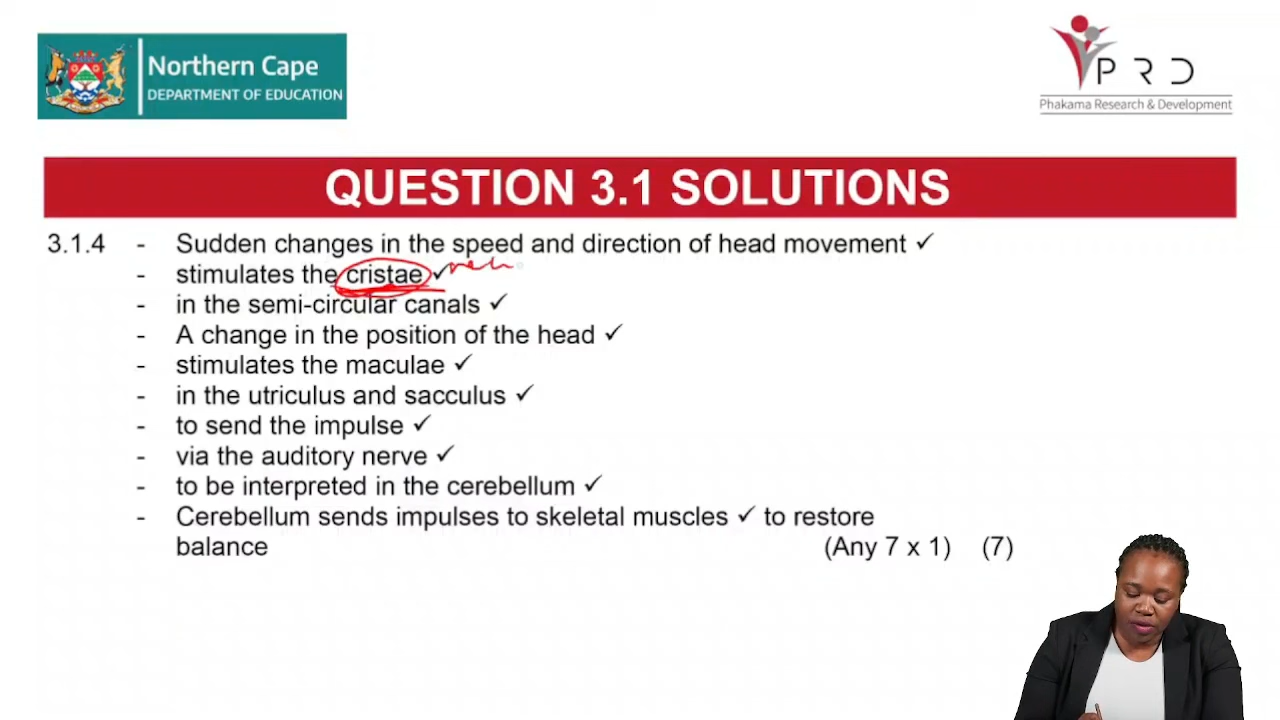 Northern Cape
DEPARTMENT OF EDUCATION
PRD
Phakama Research & Development
QUESTION 3.1 SOLUTIONS
3.1.4 - Sudden changes in the speed and direction of head movement ✓
- stimulates the cristae ✓
- in the semi-circular canals ✓
- A change in the position of the head ✓
- stimulates the maculae ✓
- in the utriculus and sacculus ✓
- to send the impulse ✓
- via the auditory nerve ✓
- to be interpreted in the cerebellum ✓
- Cerebellum sends impulses to skeletal muscles ✓ to restore
balance (Any 7 x 1) (7)